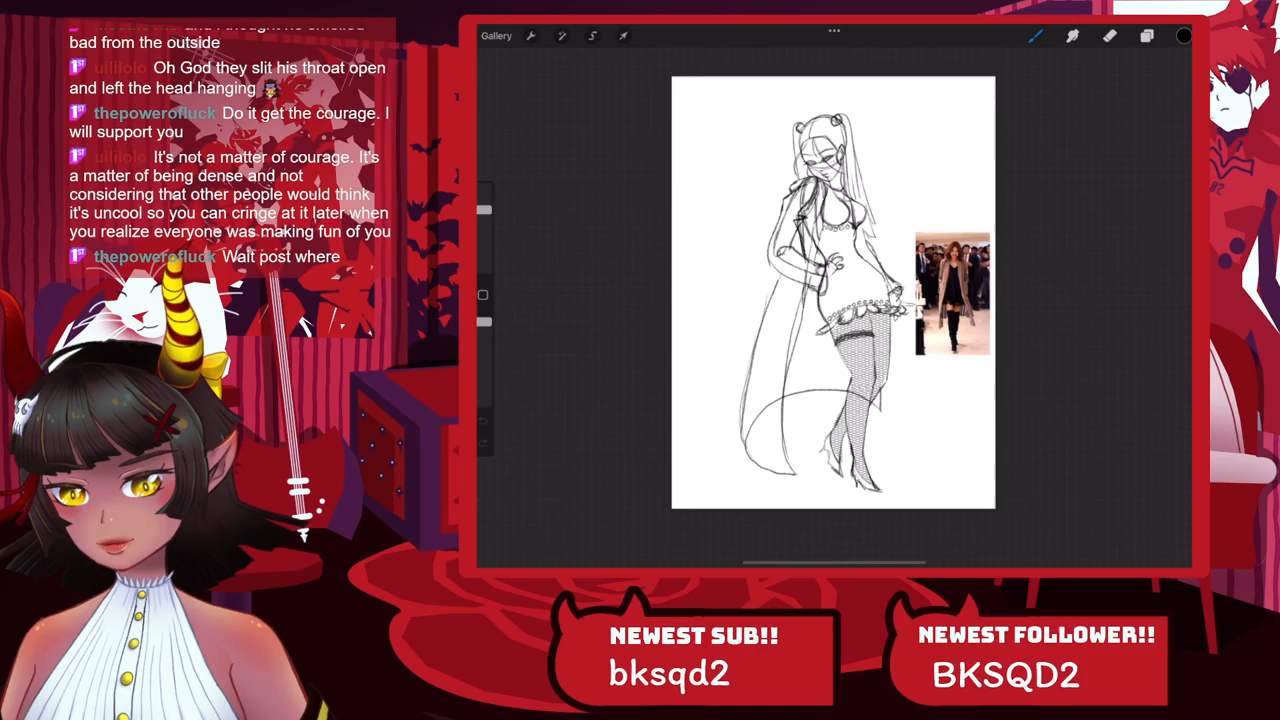 bad from the outside
uililolo Oh God they slit his throat open
and left the head hanging
thepowerofluck Do it get the courage. I
will support you
uililolo It's not a matter of courage. It's
a matter of being dense and not
considering that other people would think
it's uncool so you can cringe at it later when
you realize everyone was making fun of you
thepowerofluck Wait post where
Gallery
NEWEST SUB!!
bksqd2
NEWEST FOLLOWER!!
BKSQD2